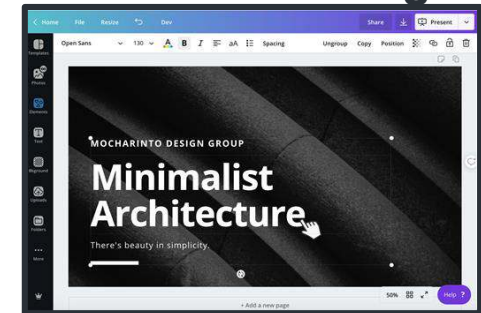 Home File Resize Dev Share Present
Open Sans 130 A B I aA Spacing Ungroup Copy Position
Templates
Photos
Elements
Text
Uploads
Folders
More
MOCHARINTO DESIGN GROUP
Minimalist
Architecture
There's beauty in simplicity.
+ Add a new page
50% Help ?